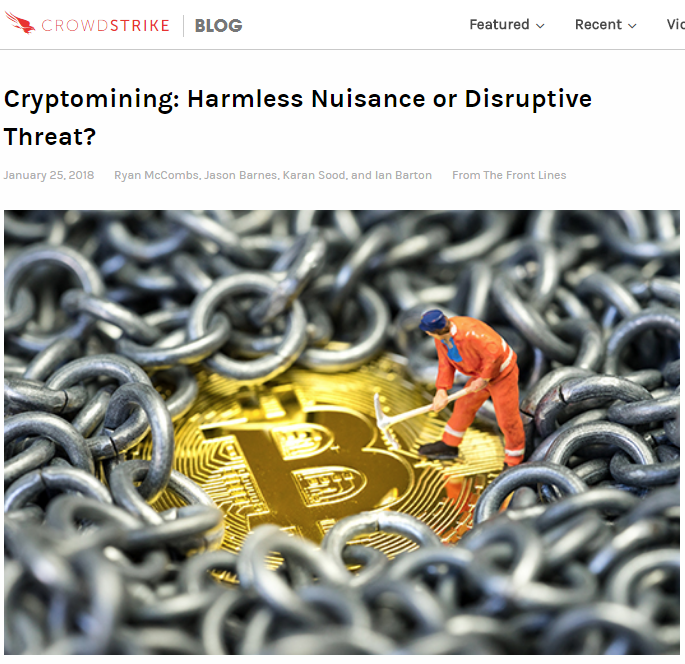 CROWDSTRIKE BLOG Featured Recent Vic
Cryptomining: Harmless Nuisance or Disruptive
Threat?
January 25, 2018 Ryan McCombs, Jason Barnes, Karan Sood, and Ian Barton From The Front Lines